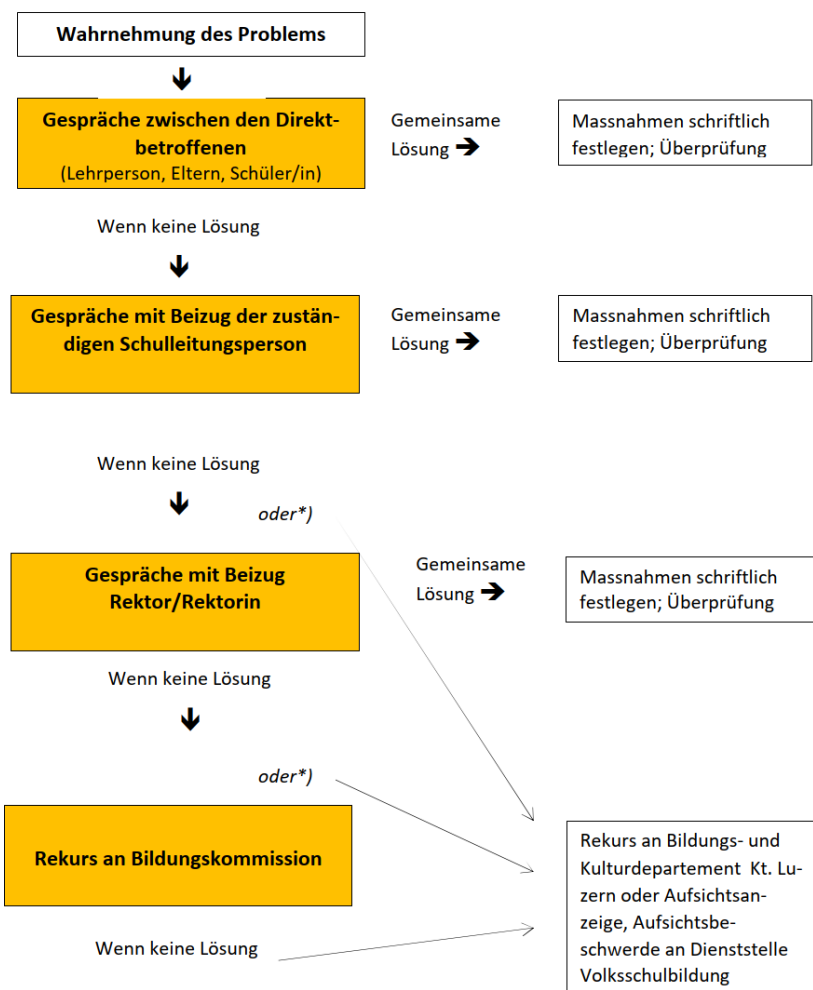 Wahrnehmung des Problems
Gespräche zwischen den Direkt-
betroffenen
(Lehrperson, Eltern, Schüler/in)
Gemeinsame
Lösung
Massnahmen schriftlich
festlegen; Überprüfung
Wenn keine Lösung
Gespräche mit Beizug der zustän-
digen Schulleitungsperson
Gemeinsame
Lösung
Massnahmen schriftlich
festlegen; Überprüfung
Wenn keine Lösung
oder*)
Gespräche mit Beizug
Rektor/Rektorin
Gemeinsame
Lösung
Massnahmen schriftlich
festlegen; Überprüfung
Wenn keine Lösung
oder*)
Rekurs an Bildungskommission
Rekurs an Bildungs- und
Kulturdepartement Kt. Lu-
zern oder Aufsichtsan-
zeige, Aufsichtsbe-
schwerde an Dienststelle
Volksschulbildung
Wenn keine Lösung